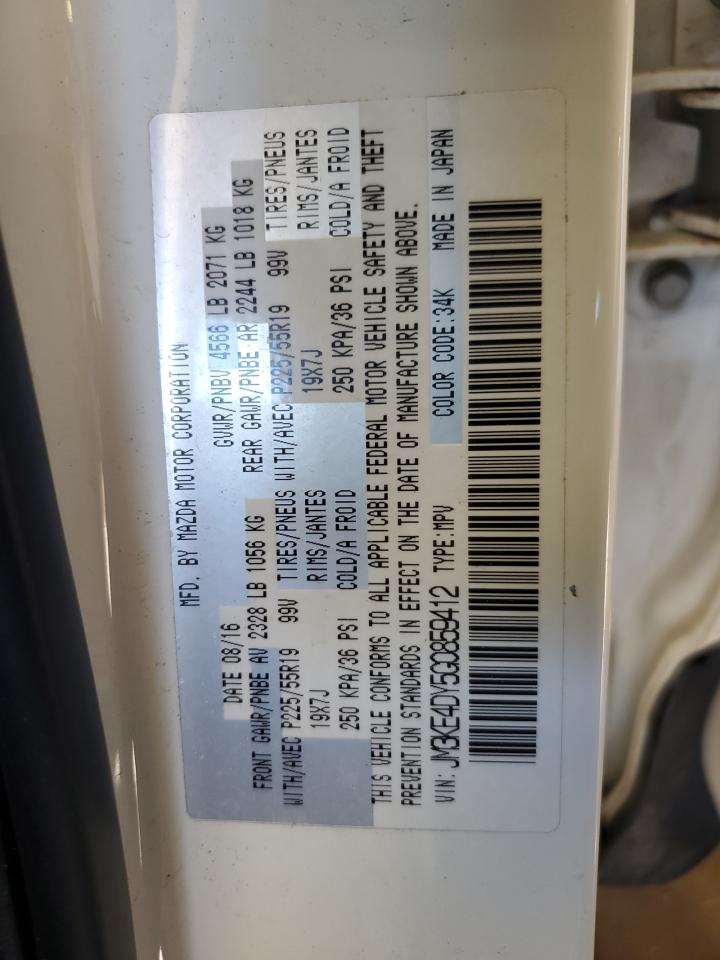 MFD. BY MAZDA MOTOR CORPORATION
DATE 08/16 GVWR/PNBV 4566 LB 2071 KG
FRONT GAWR/PNBE AV 2328 LB 1056 KG REAR GAWR/PNBE AR 2244 LB 1018 KG
WITH/AVEC P225/55R19 99V TIRES/PNEUS WITH/AVEC P225/55R19 99V TIRES/PNEUS
19X7J RIMS/JANTES 19X7J RIMS/JANTES
250 KPA/36 PSI COLD/A FROID 250 KPA/36 PSI COLD/A FROID
THIS VEHICLE CONFORMS TO ALL APPLICABLE FEDERAL MOTOR VEHICLE SAFETY AND THEFT
PREVENTION STANDARDS IN EFFECT ON THE DATE OF MANUFACTURE SHOWN ABOVE.
VIN: JM3KE4DY5G0859412 TYPE:MPV COLOR CODE:34K MADE IN JAPAN